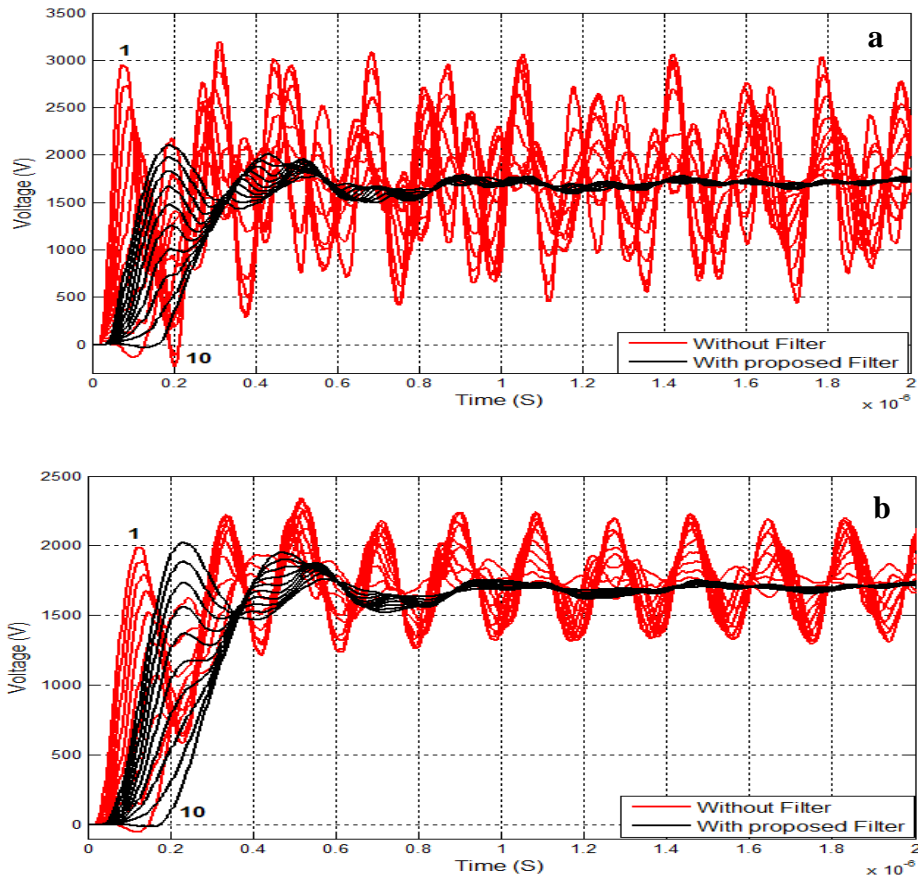 a
3500
3000
2500
2000
1500
1000
500
0
1
10
Voltage (V)
Without Filter
With proposed Filter
0 0.2 0.4 0.6 0.8 1 1.2 1.4 1.6 1.8 2
Time (S)
x 10⁻⁶
b
2500
2000
1500
1000
500
0
1
10
Voltage (V)
Without Filter
With proposed Filter
0 0.2 0.4 0.6 0.8 1 1.2 1.4 1.6 1.8 2
Time (S)
x 10⁻⁶